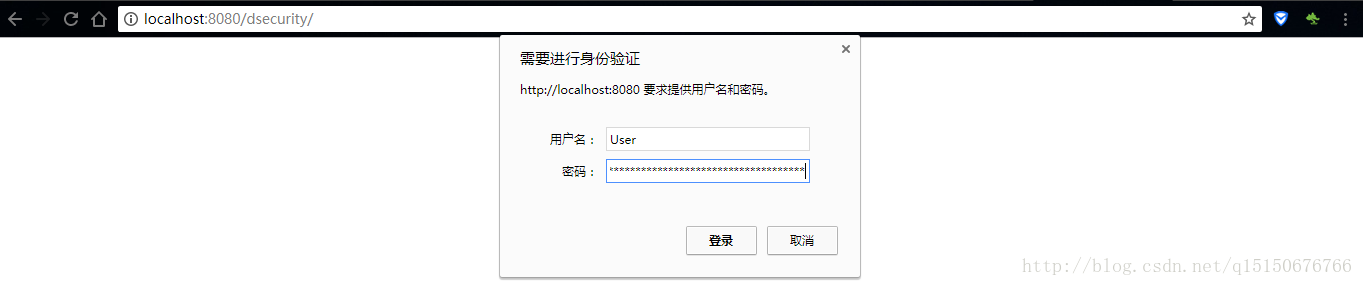 localhost:8080/dsecurity/
需要进行身份验证
http://localhost:8080 要求提供用户名和密码。
用户名： User
密码： ************************************
登录 取消
http://blog.csdn.net/q15150676766